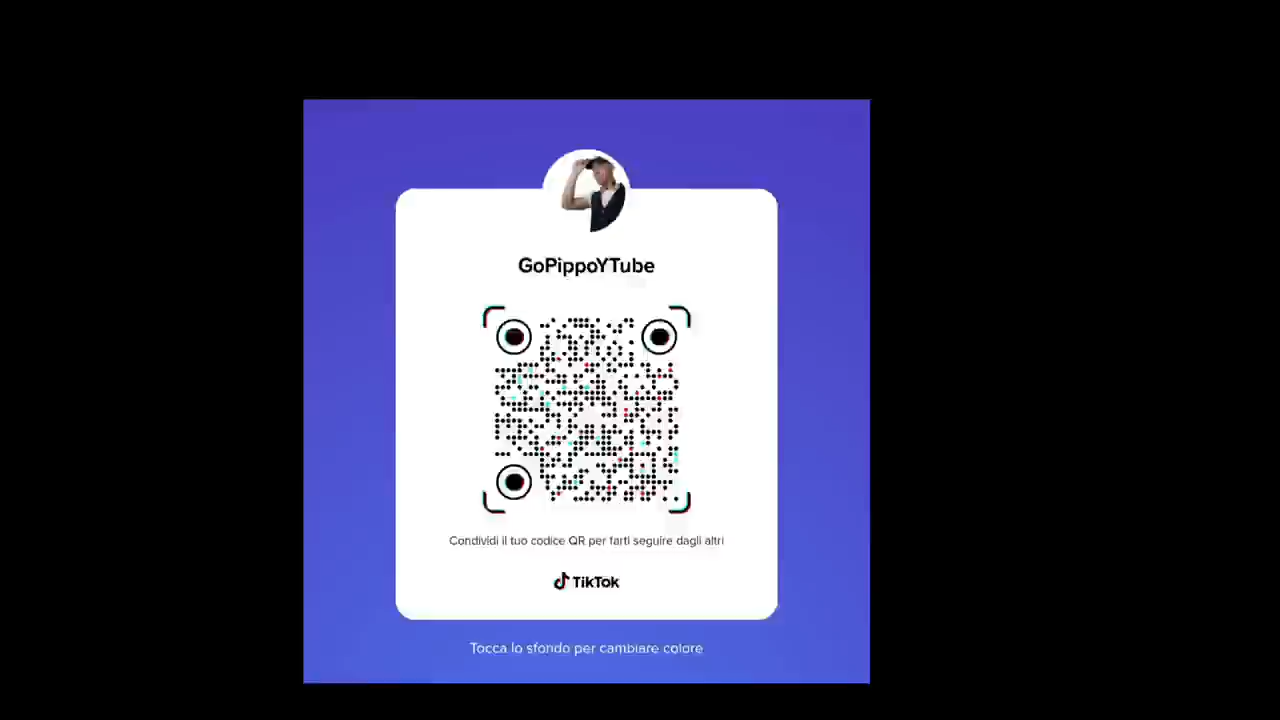 GoPippoYTube
Condividi il tuo codice QR per farti seguire dagli altri
TikTok
Tocca lo sfondo per cambiare colore